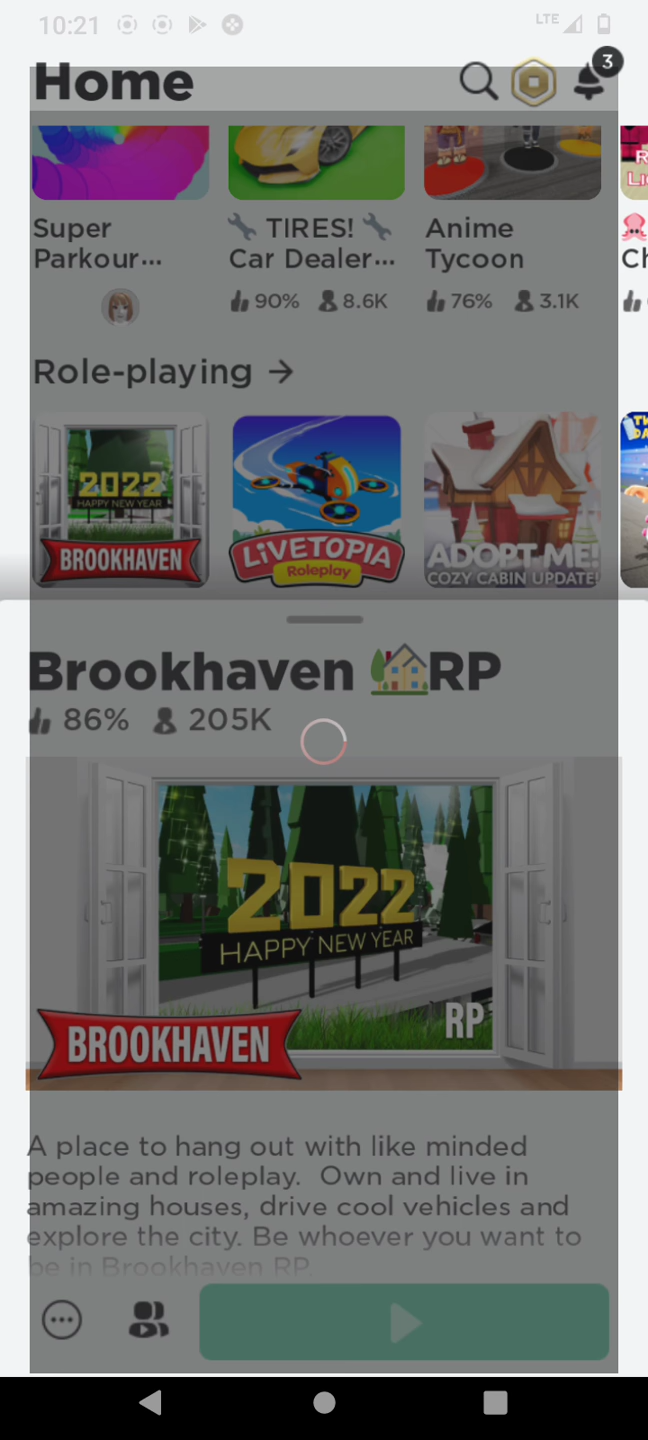 10:21
LTE
Home
3
Super
Parkour...
🔧 TIRES! 🔧
Car Dealer...
90% 8.6K
Anime
Tycoon
76% 3.1K
Role-playing →
2022
HAPPY NEW YEAR
BROOKHAVEN
LIVETOPIA
Roleplay
ADOPT ME!
COZY CABIN UPDATE!
Brookhaven 🏡RP
86% 205K
2022
HAPPY NEW YEAR
RP
BROOKHAVEN
A place to hang out with like minded
people and roleplay.  Own and live in
amazing houses, drive cool vehicles and
explore the city. Be whoever you want to
be in Brookhaven RP.